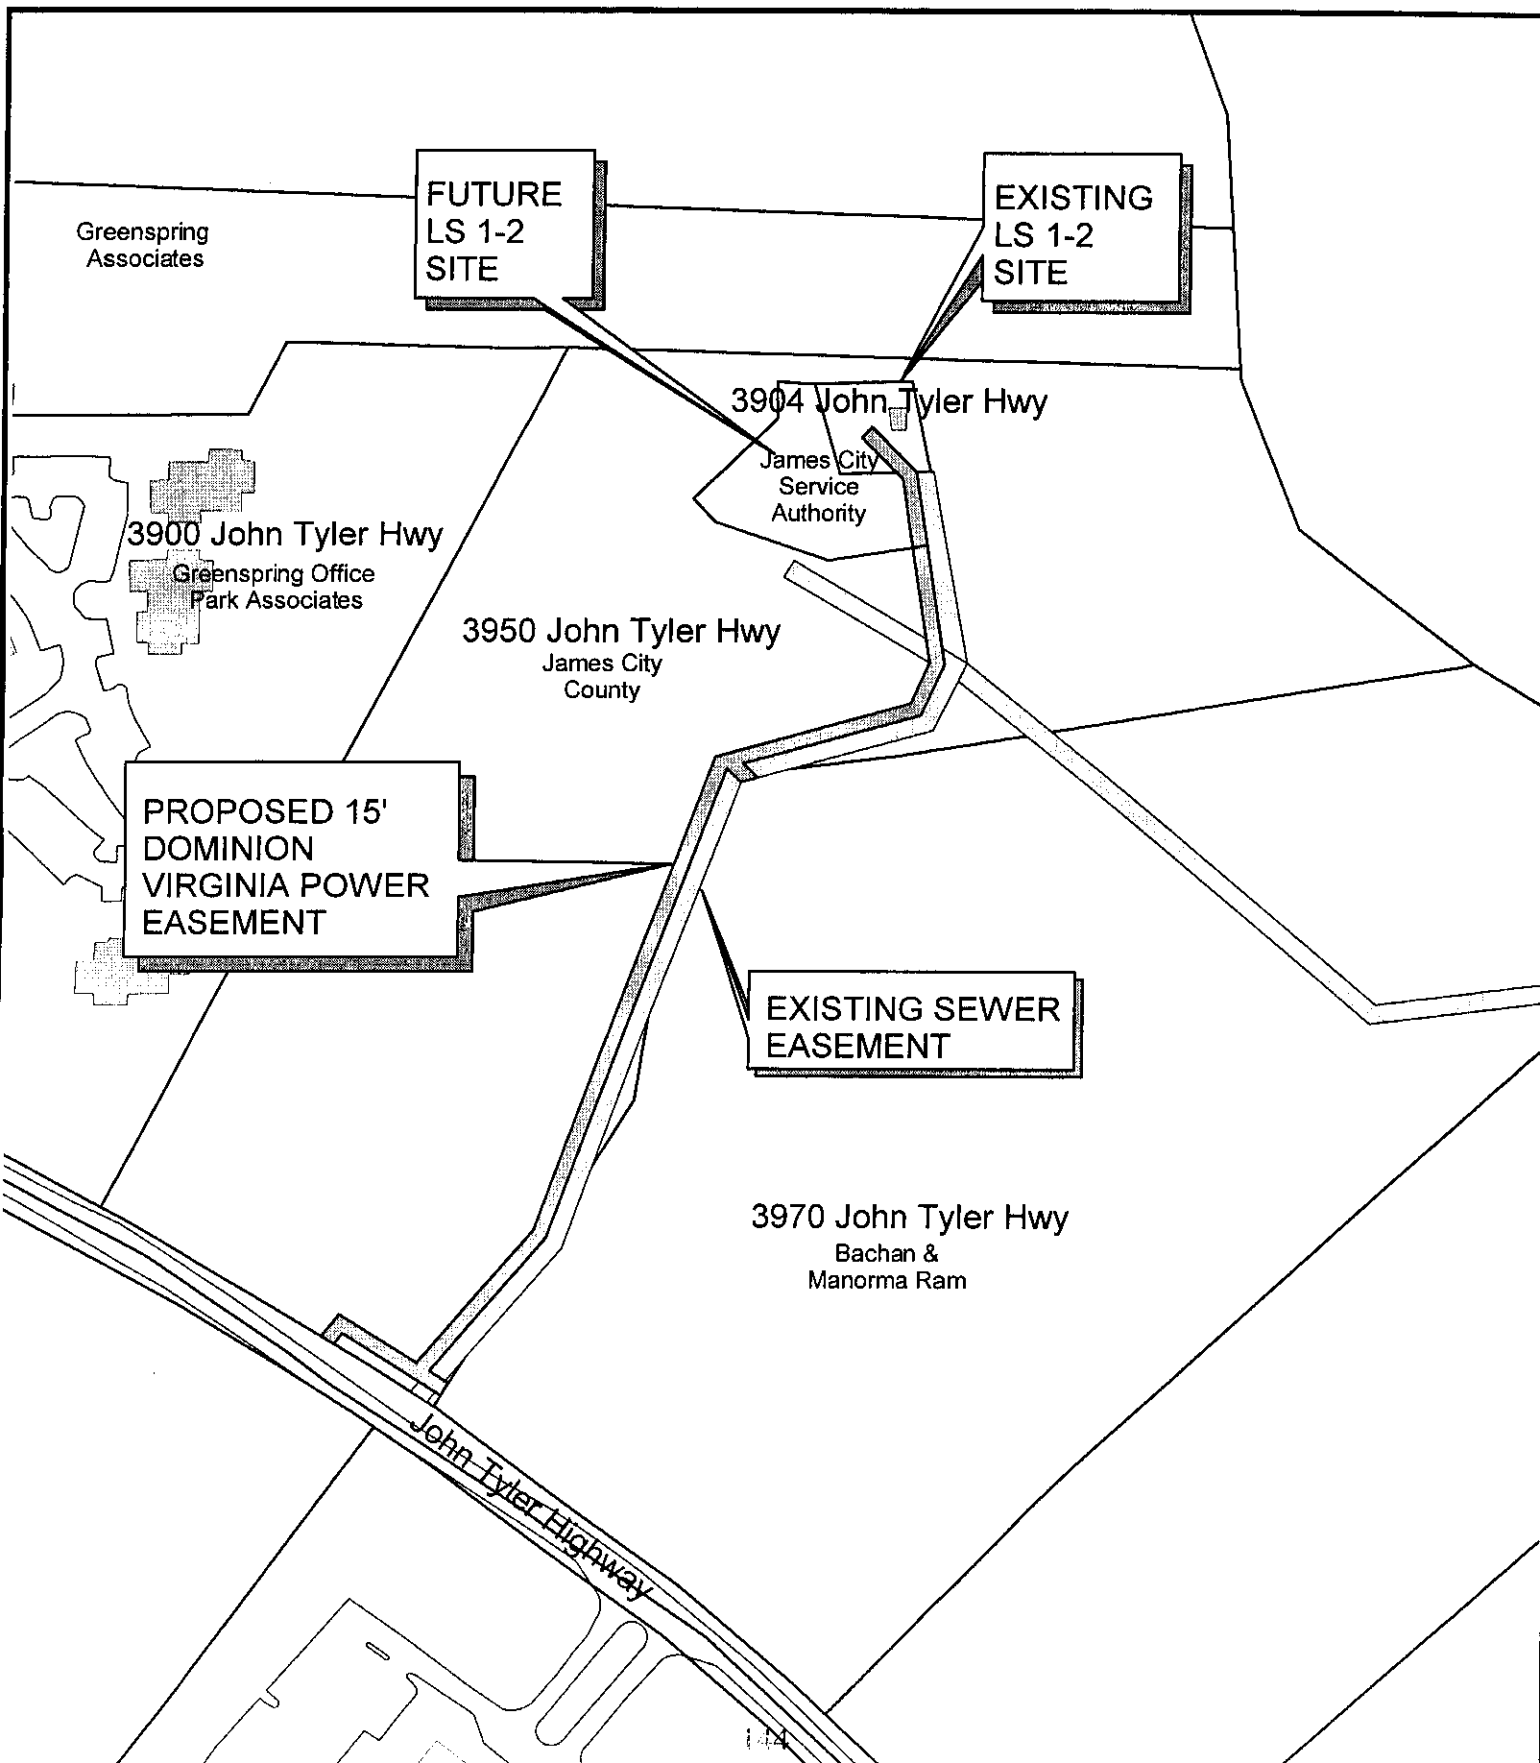 FUTURE
LS 1-2
SITE
EXISTING
LS 1-2
SITE
Greenspring
Associates
3904 John Tyler Hwy
James City
Service
Authority
3900 John Tyler Hwy
Greenspring Office
Park Associates
3950 John Tyler Hwy
James City
County
PROPOSED 15'
DOMINION
VIRGINIA POWER
EASEMENT
EXISTING SEWER
EASEMENT
3970 John Tyler Hwy
Bachan &
Manorma Ram
John Tyler Highway
144